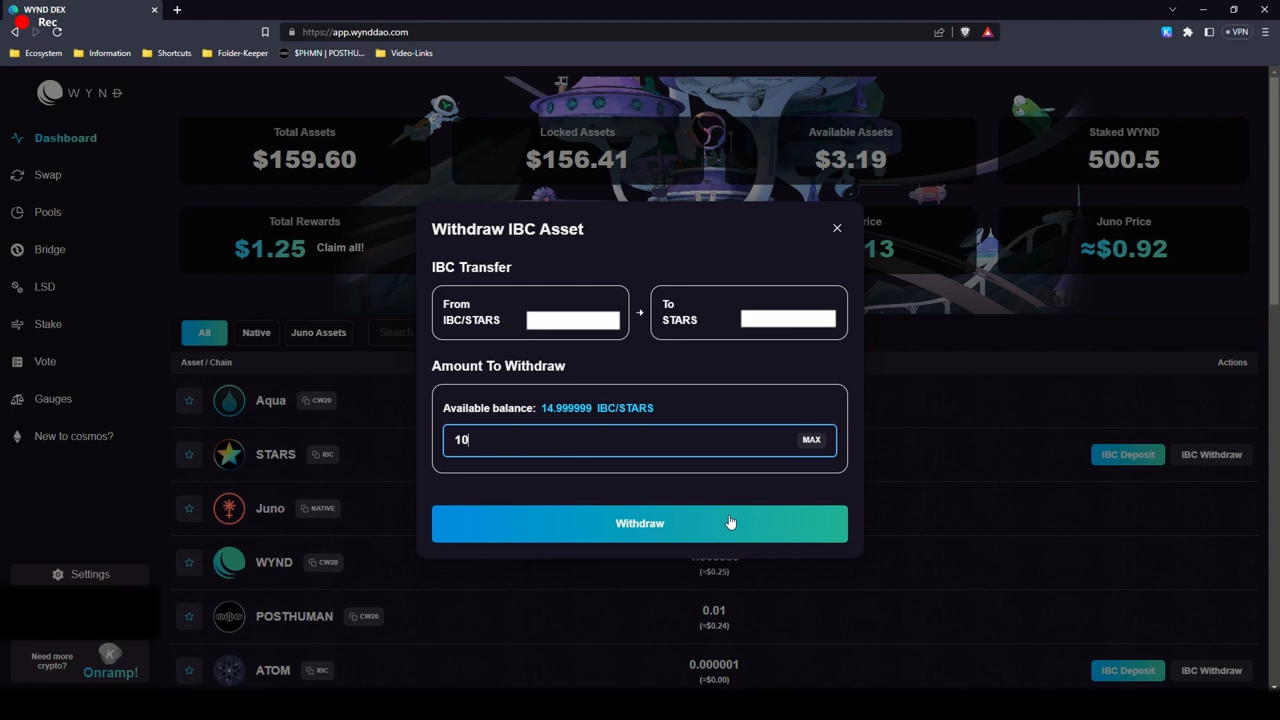 WYND DEX
Rec
https://app.wynddao.com
VPN
Ecosystem
Information
Shortcuts
Folder-Keeper
$PHMN | POSTHU...
Video-Links
WYND
Dashboard
Swap
Pools
Bridge
LSD
Stake
Vote
Gauges
New to cosmos?
Settings
Need more
crypto?
K
Onramp!
Total Assets
$159.60
Locked Assets
$156.41
Available Assets
$3.19
Staked WYND
500.5
Total Rewards
$1.25 Claim all!
rice
13
Juno Price
≈$0.92
All
Native
Juno Assets
Search
Asset / Chain
Actions
Aqua CW20
STARS IBC
IBC Deposit
IBC Withdraw
Juno NATIVE
WYND CW20
(≈$0.25)
POSTHUMAN CW20
0.01
(≈$0.24)
ATOM IBC
0.000001
(≈$0.00)
IBC Deposit
IBC Withdraw
Withdraw IBC Asset
IBC Transfer
From
IBC/STARS
To
STARS
Amount To Withdraw
Available balance: 14.999999 IBC/STARS
10
MAX
Withdraw